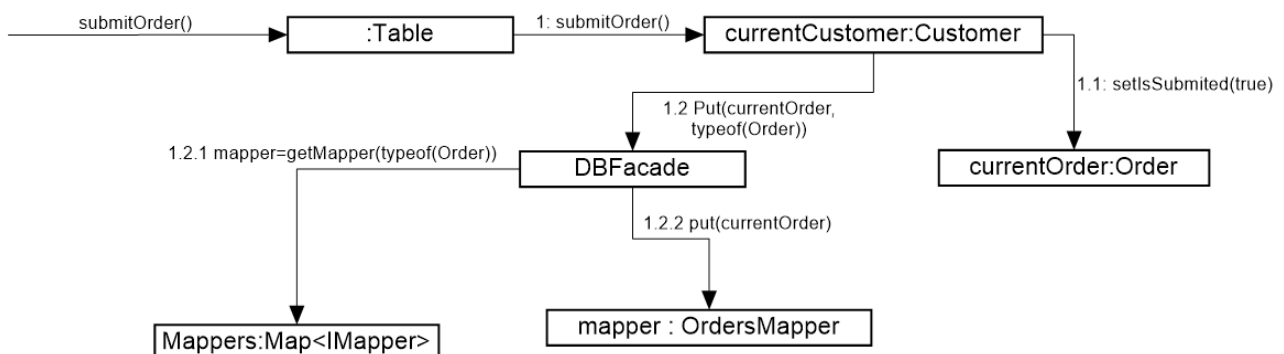 submitOrder()
:Table
1: submitOrder()
currentCustomer:Customer
1.1: setIsSubmited(true)
1.2 Put(currentOrder,
typeof(Order))
1.2.1 mapper=getMapper(typeof(Order))
DBFacade
currentOrder:Order
1.2.2 put(currentOrder)
Mappers:Map<IMapper>
mapper : OrdersMapper